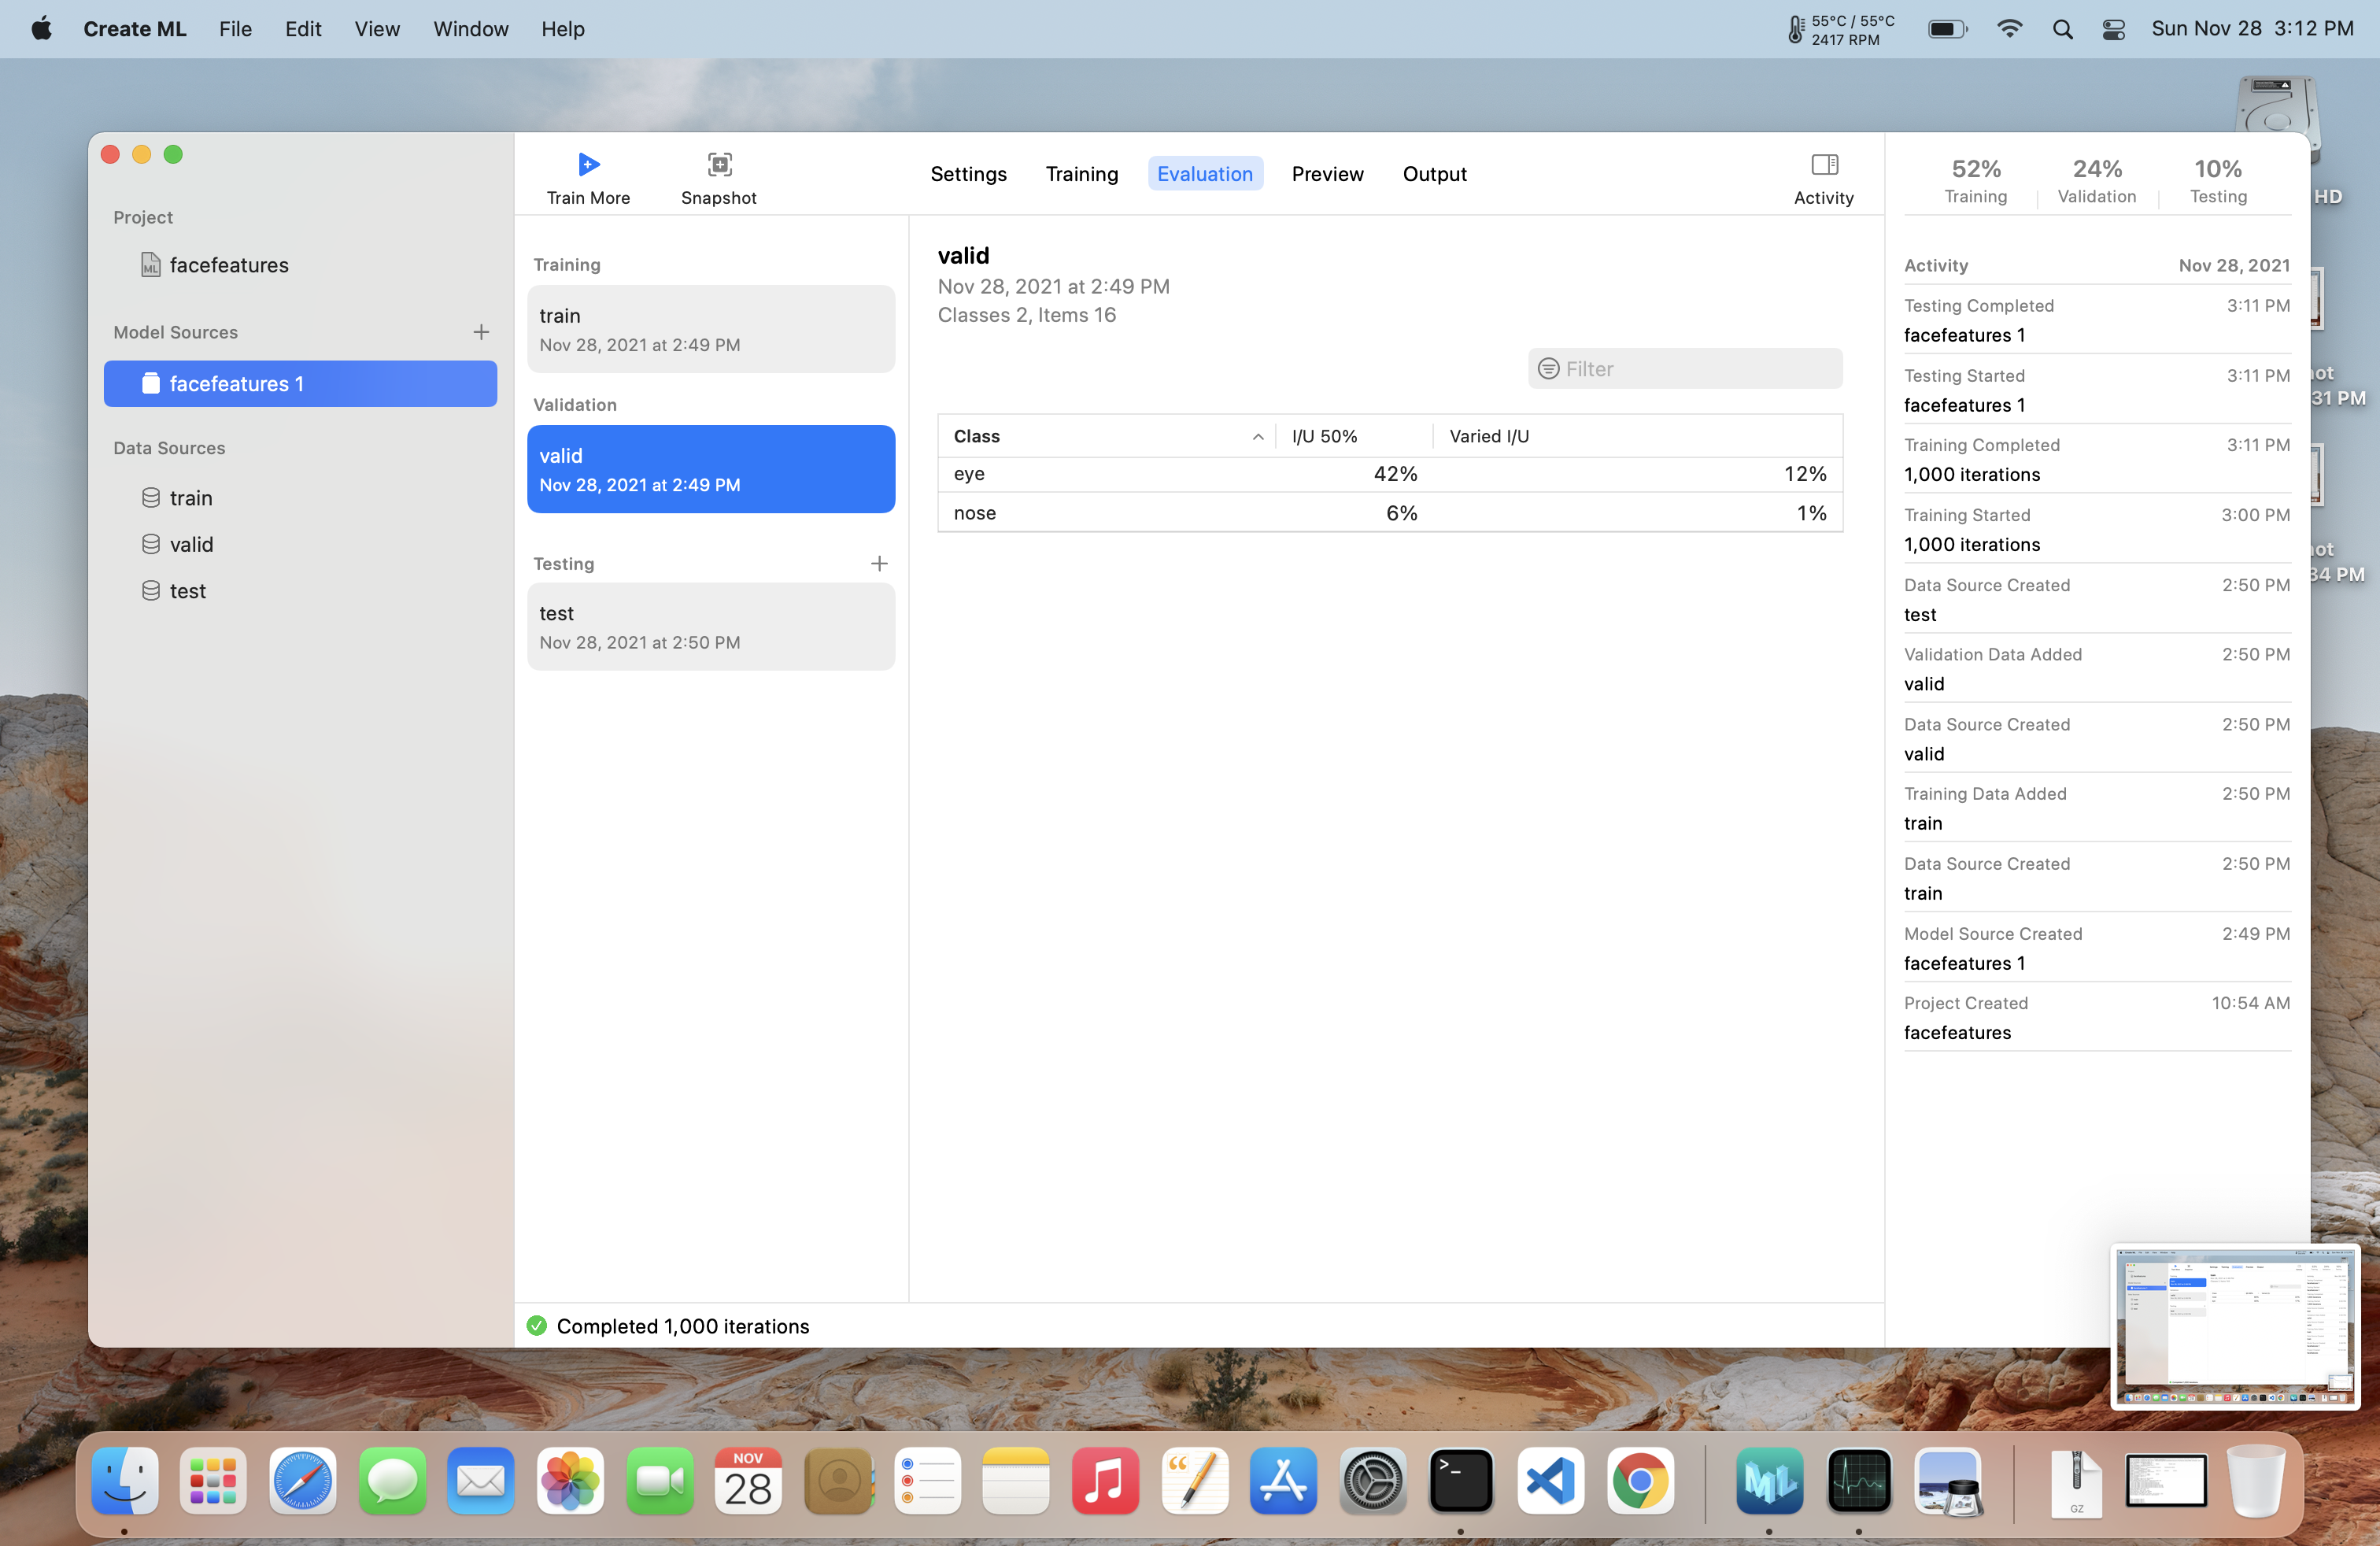 Create ML File Edit View Window Help
55°C / 55°C
2417 RPM
Sun Nov 28 3:12 PM
HD
31 PM
34 PM
Project
facefeatures
Model Sources
facefeatures 1
Data Sources
train
valid
test
Train More
Snapshot
Settings Training Evaluation Preview Output
Activity
Training
train
Nov 28, 2021 at 2:49 PM
Validation
valid
Nov 28, 2021 at 2:49 PM
Testing
test
Nov 28, 2021 at 2:50 PM
valid
Nov 28, 2021 at 2:49 PM
Classes 2, Items 16
Filter
Class I/U 50% Varied I/U
eye 42% 12%
nose 6% 1%
Completed 1,000 iterations
52% 24% 10%
Training Validation Testing
Activity Nov 28, 2021
Testing Completed 3:11 PM
facefeatures 1
Testing Started 3:11 PM
facefeatures 1
Training Completed 3:11 PM
1,000 iterations
Training Started 3:00 PM
1,000 iterations
Data Source Created 2:50 PM
test
Validation Data Added 2:50 PM
valid
Data Source Created 2:50 PM
valid
Training Data Added 2:50 PM
train
Data Source Created 2:50 PM
train
Model Source Created 2:49 PM
facefeatures 1
Project Created 10:54 AM
facefeatures
NOV
28
ML
GZ